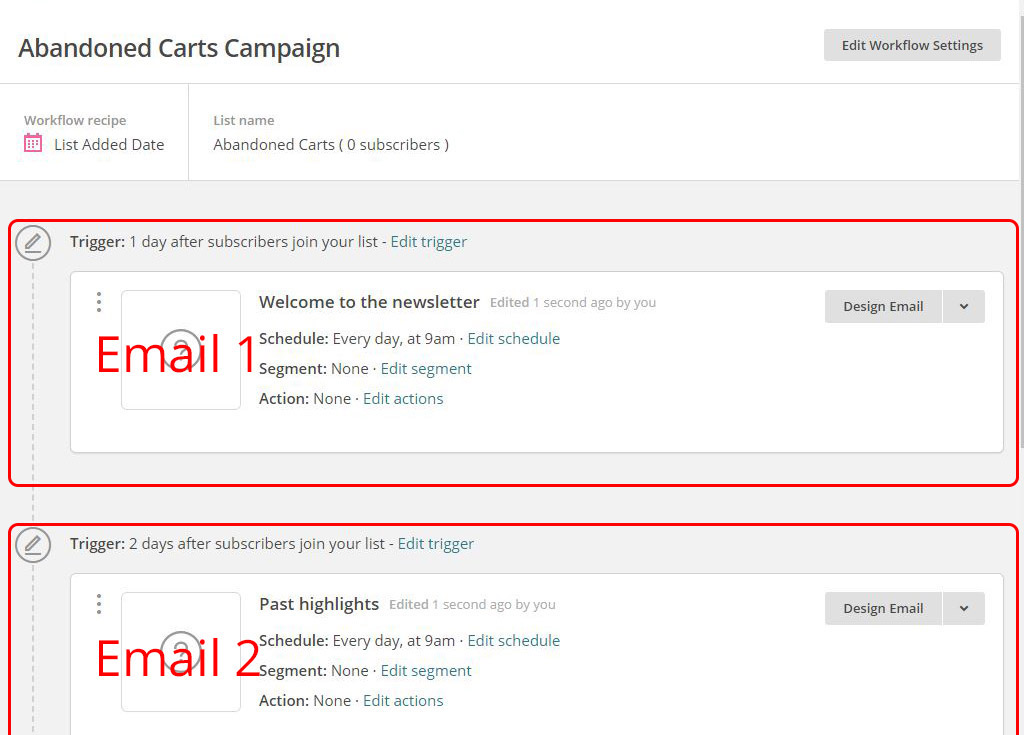 Abandoned Carts Campaign
Edit Workflow Settings
Workflow recipe
List Added Date
List name
Abandoned Carts ( 0 subscribers )
Trigger: 1 day after subscribers join your list - Edit trigger
Welcome to the newsletter Edited 1 second ago by you
Design Email
Schedule: Every day, at 9am · Edit schedule
Email 1
Segment: None · Edit segment
Action: None · Edit actions
Trigger: 2 days after subscribers join your list - Edit trigger
Past highlights Edited 1 second ago by you
Design Email
Schedule: Every day, at 9am · Edit schedule
Email 2
Segment: None · Edit segment
Action: None · Edit actions